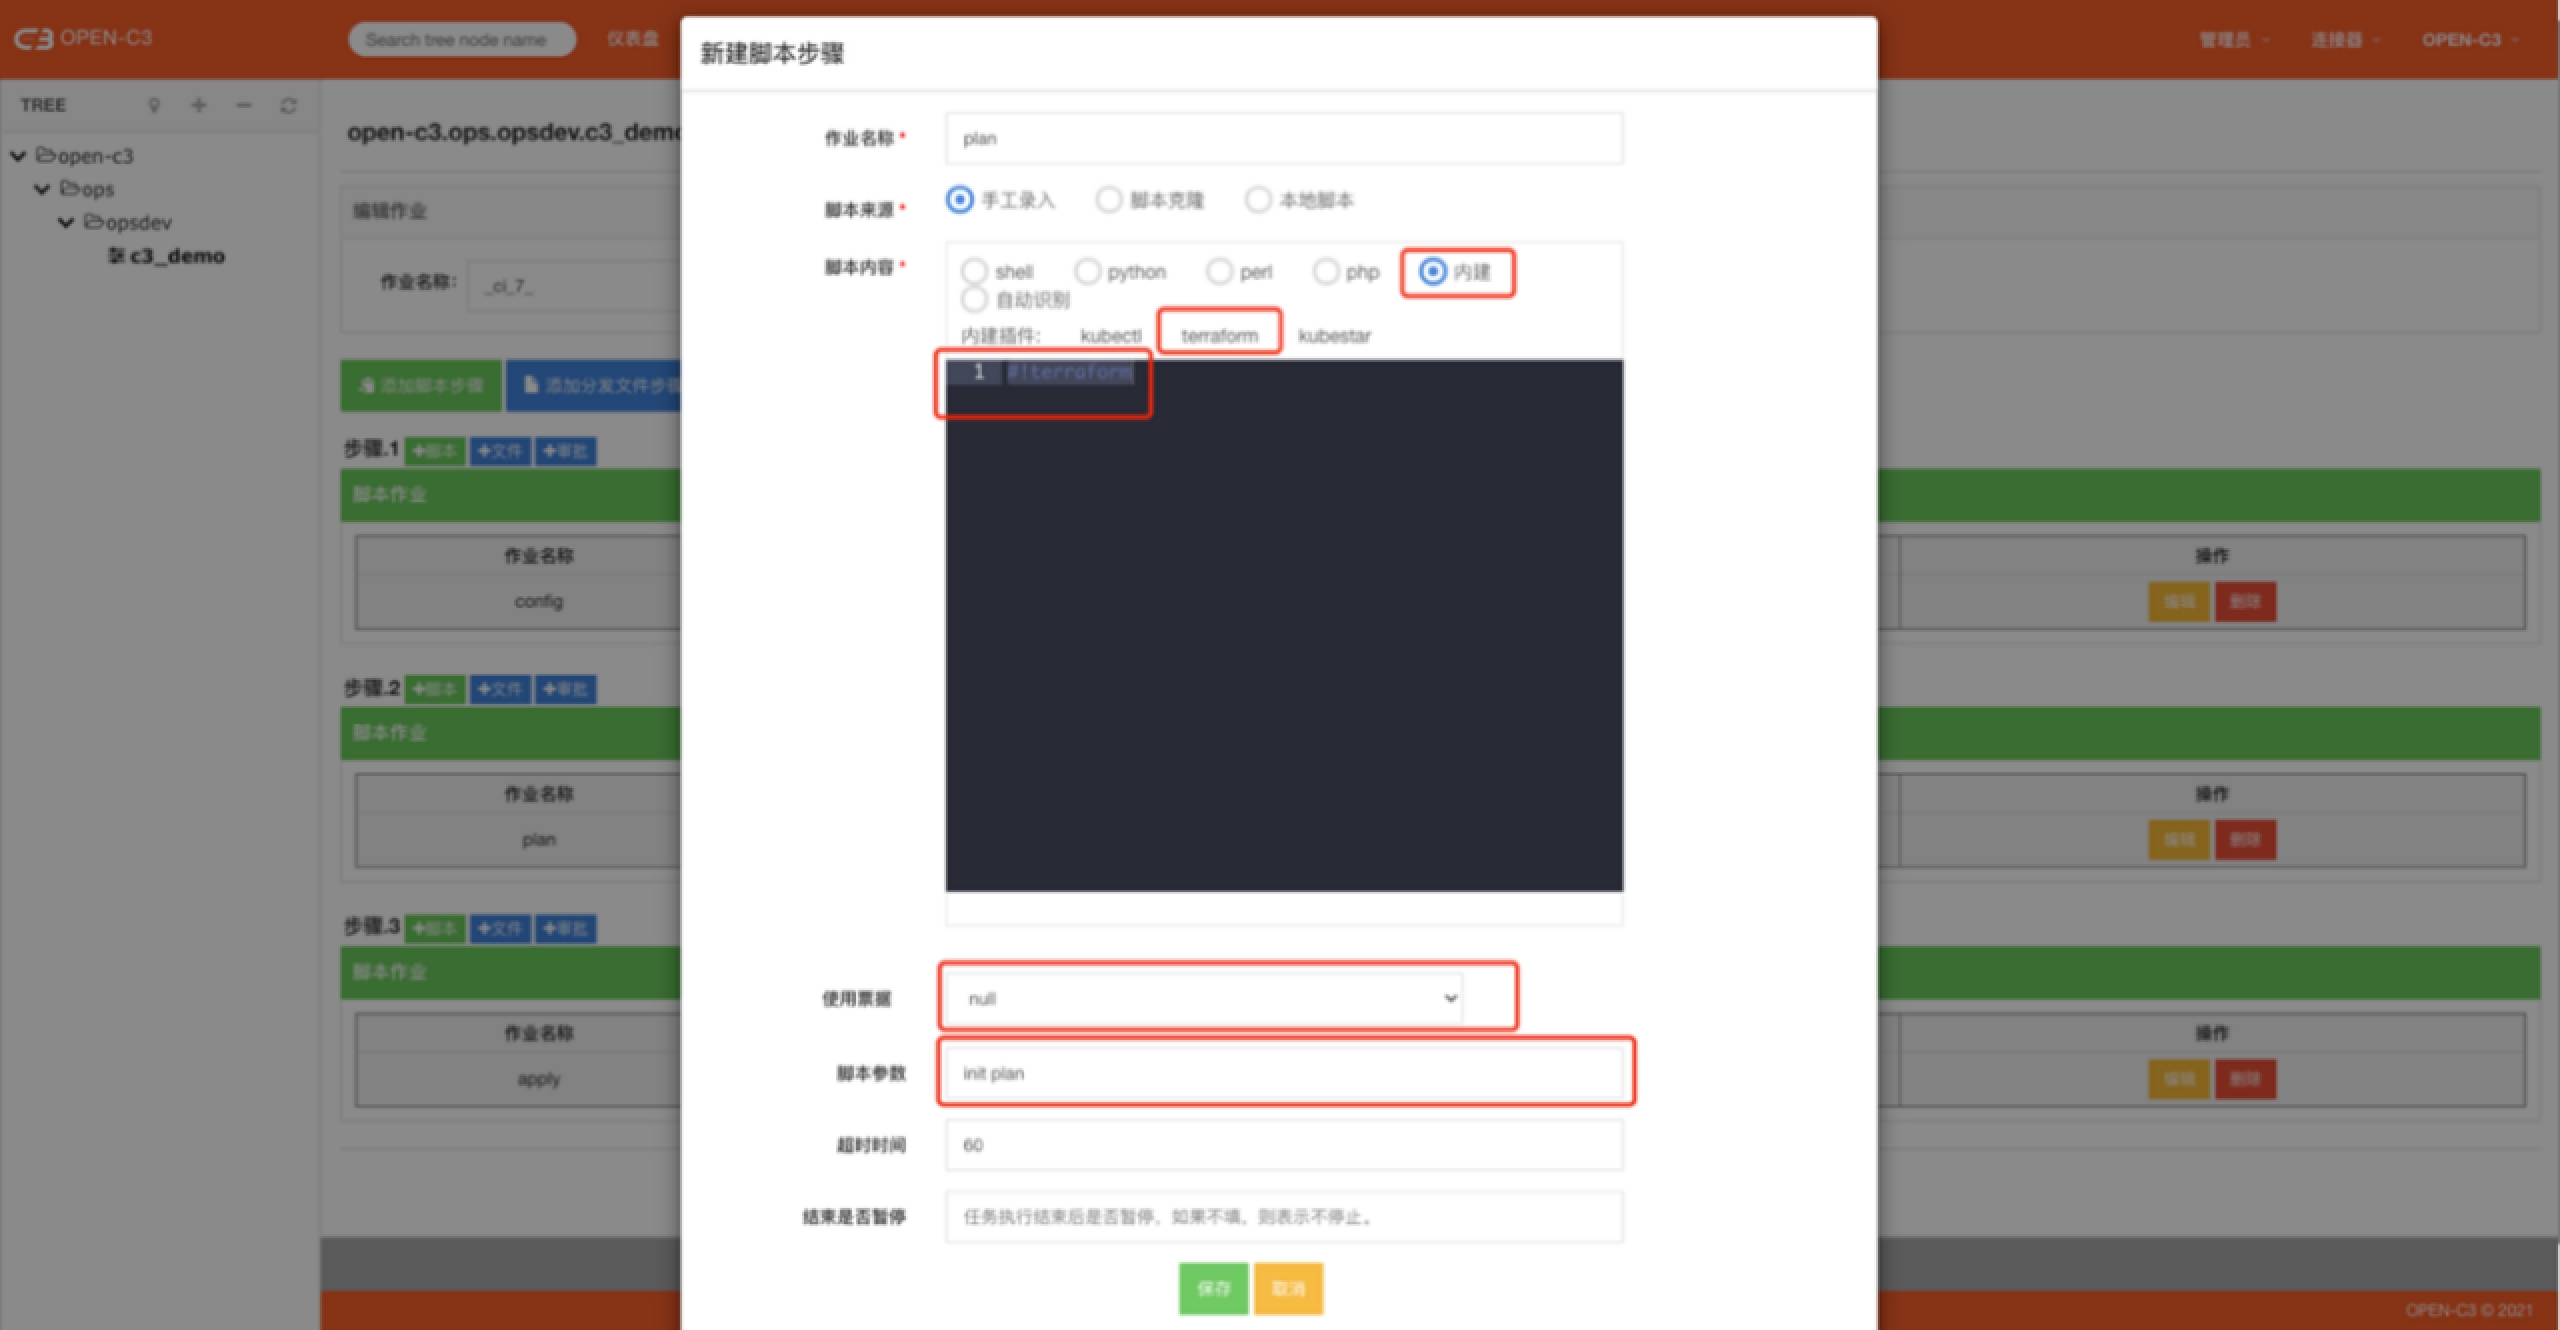 OPEN-C3
Search tree node name
仪表盘
管理员
连接器
OPEN-C3
TREE
open-c3
ops
opsdev
c3_demo
open-c3.ops.opsdev.c3_demo
编辑作业
作业名称:
_ci_7_
添加脚本步骤
添加分发文件步骤
步骤.1
+脚本
+文件
+审批
脚本作业
作业名称
操作
config
编辑
删除
步骤.2
+脚本
+文件
+审批
脚本作业
作业名称
操作
plan
编辑
删除
步骤.3
+脚本
+文件
+审批
脚本作业
作业名称
操作
apply
编辑
删除
新建脚本步骤
作业名称*
plan
脚本来源*
手工录入
脚本克隆
本地脚本
脚本内容*
shell
python
perl
php
内建
自动识别
内建插件:
kubectl
terraform
kubestar
1 #!terraform
使用票据
null
脚本参数
init plan
超时时间
60
结束是否暂停
任务执行结束后是否暂停，如果不填，则表示不停止。
保存
取消
OPEN-C3 © 2021